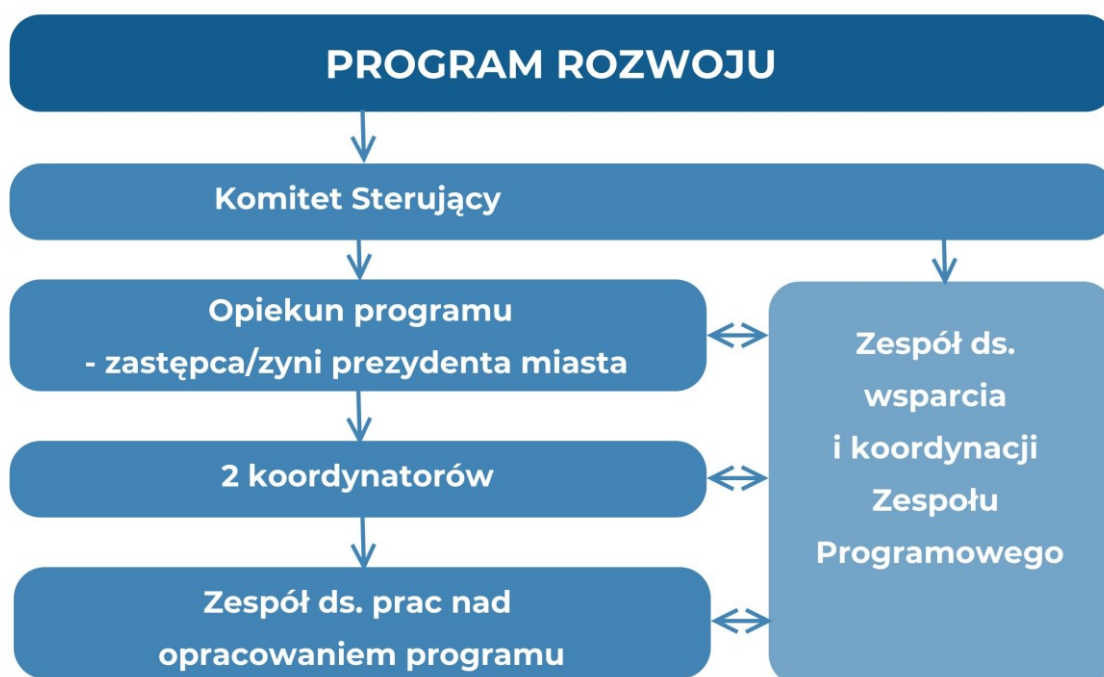 PROGRAM ROZWOJU
Komitet Sterujący
Opiekun programu
- zastępca/zyni prezydenta miasta
2 koordynatorów
Zespół ds. prac nad
opracowaniem programu
Zespół ds.
wsparcia
i koordynacji
Zespołu
Programowego